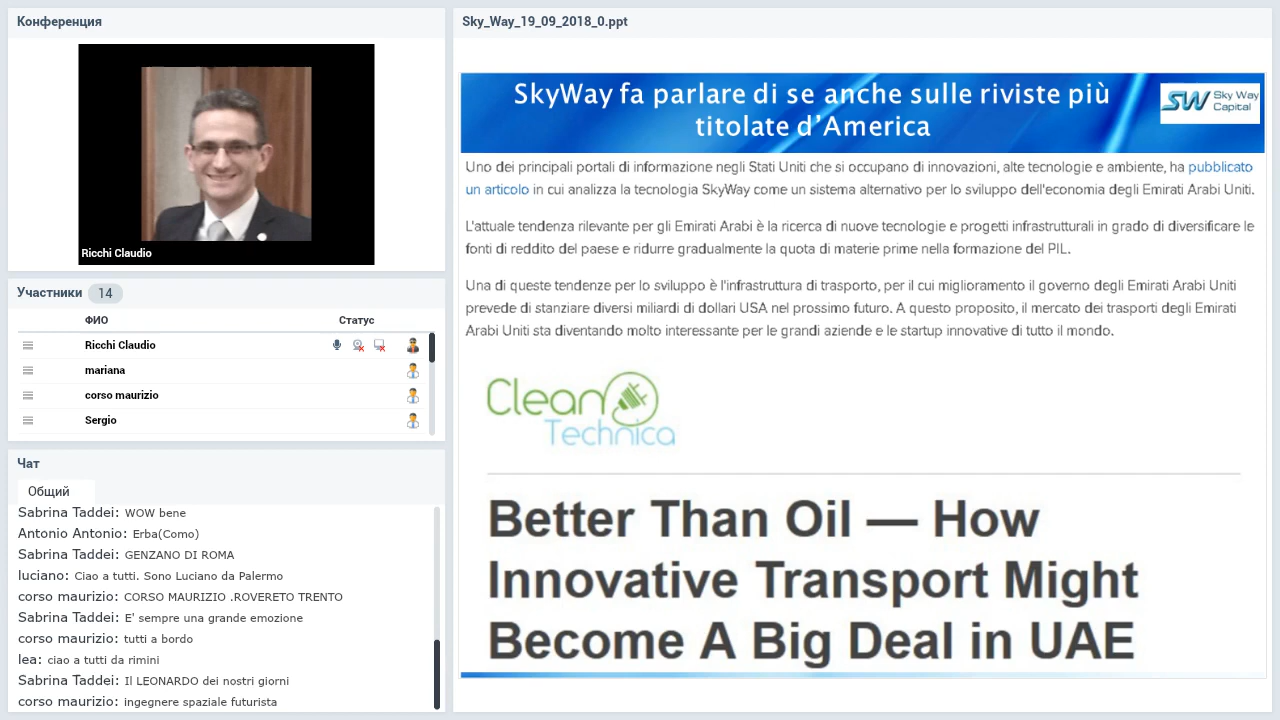 Конференция
Ricchi Claudio
Участники 14
ФИО Статус
Ricchi Claudio
mariana
corso maurizio
Sergio
Чат
Общий
Sabrina Taddei: WOW bene
Antonio Antonio: Erba(Como)
Sabrina Taddei: GENZANO DI ROMA
luciano: Ciao a tutti. Sono Luciano da Palermo
corso maurizio: CORSO MAURIZIO .ROVERETO TRENTO
Sabrina Taddei: E' sempre una grande emozione
corso maurizio: tutti a bordo
lea: ciao a tutti da rimini
Sabrina Taddei: Il LEONARDO dei nostri giorni
corso maurizio: ingegnere spaziale futurista
Sky_Way_19_09_2018_0.ppt
SkyWay fa parlare di se anche sulle riviste più
titolate d’America
SW Sky Way
Capital
Uno dei principali portali di informazione negli Stati Uniti che si occupano di innovazioni, alte tecnologie e ambiente, ha pubblicato
un articolo in cui analizza la tecnologia SkyWay come un sistema alternativo per lo sviluppo dell'economia degli Emirati Arabi Uniti.
L'attuale tendenza rilevante per gli Emirati Arabi è la ricerca di nuove tecnologie e progetti infrastrutturali in grado di diversificare le
fonti di reddito del paese e ridurre gradualmente la quota di materie prime nella formazione del PIL.
Una di queste tendenze per lo sviluppo è l'infrastruttura di trasporto, per il cui miglioramento il governo degli Emirati Arabi Uniti
prevede di stanziare diversi miliardi di dollari USA nel prossimo futuro. A questo proposito, il mercato dei trasporti degli Emirati
Arabi Uniti sta diventando molto interessante per le grandi aziende e le startup innovative di tutto il mondo.
Clean
Technica
Better Than Oil — How
Innovative Transport Might
Become A Big Deal in UAE